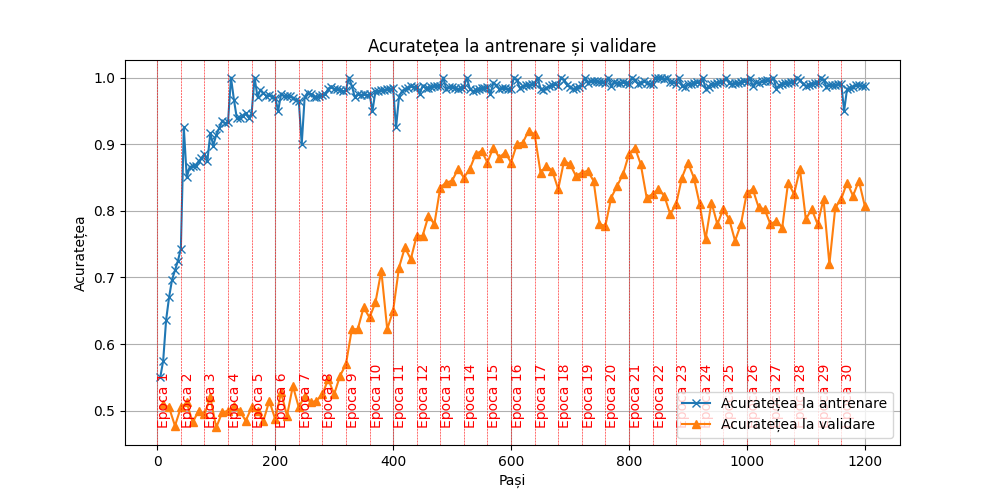 Acuratețea la antrenare și validare
Acuratețea
1.0
0.9
0.8
0.7
0.6
0.5
Epoca 1
Epoca 2
Epoca 3
Epoca 4
Epoca 5
Epoca 6
Epoca 7
Epoca 8
Epoca 9
Epoca 10
Epoca 11
Epoca 12
Epoca 13
Epoca 14
Epoca 15
Epoca 16
Epoca 17
Epoca 18
Epoca 19
Epoca 20
Epoca 21
Epoca 22
Epoca 23
Epoca 24
Epoca 25
Epoca 26
Epoca 27
Epoca 28
Epoca 29
Epoca 30
Acuratețea la antrenare
Acuratețea la validare
0 200 400 600 800 1000 1200
Pași